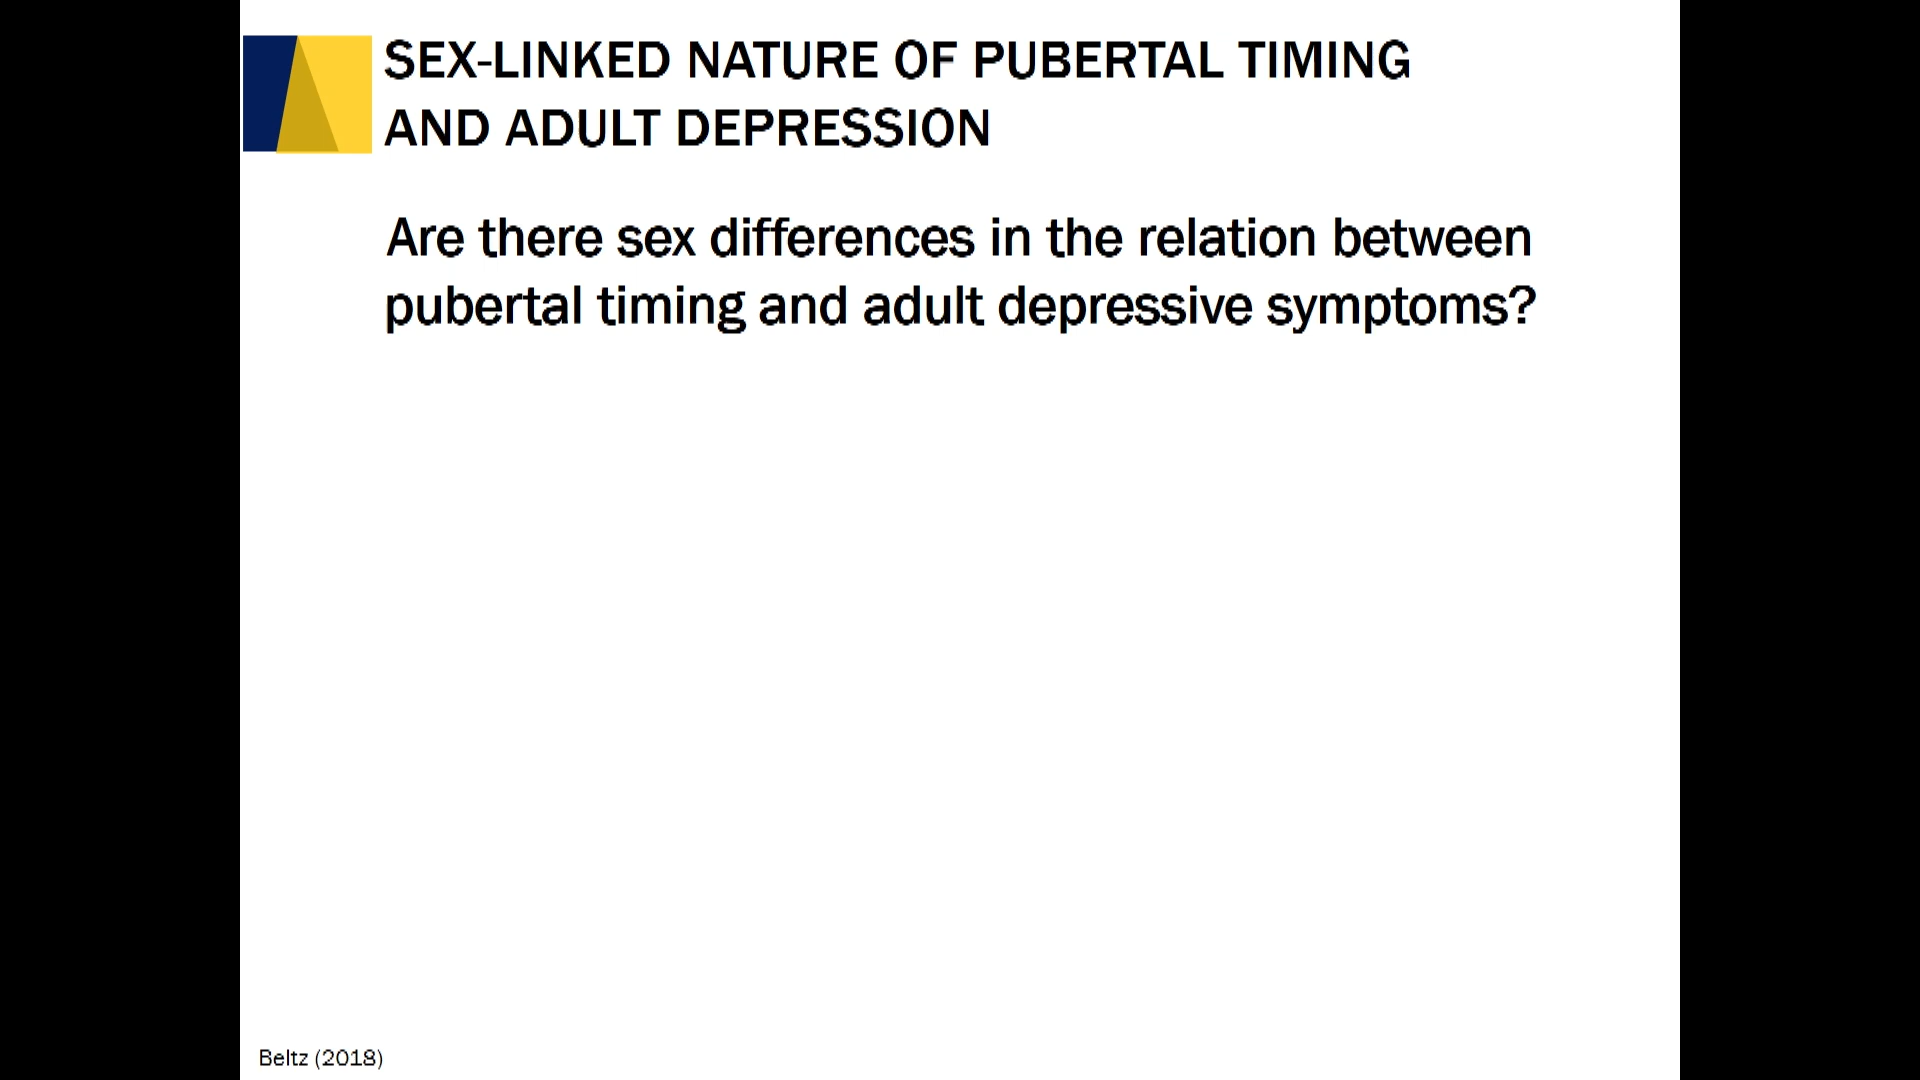 SEX-LINKED NATURE OF PUBERTAL TIMING
AND ADULT DEPRESSION
Are there sex differences in the relation between
pubertal timing and adult depressive symptoms?
Beltz (2018)